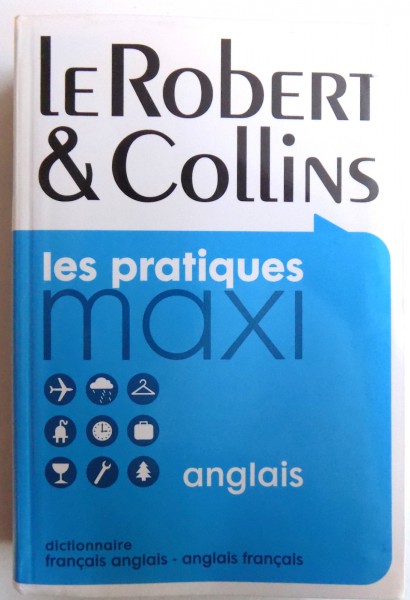 le Robert
& Collins
les pratiques
maxi
anglais
dictionnaire
français anglais - anglais français